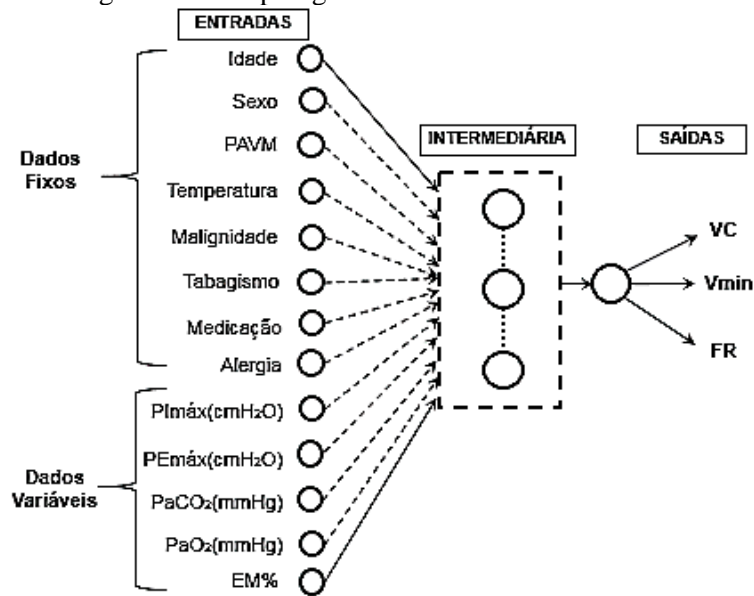 ENTRADAS
Idade
Sexo
PAVM
Temperatura
Malignidade
Tabagismo
Medicação
Alergia
Dados
Fixos
PImáx(cmH₂O)
PEmáx(cmH₂O)
PaCO₂(mmHg)
PaO₂(mmHg)
EM%
Dados
Variáveis
INTERMEDIÁRIA
SAÍDAS
VC
Vmin
FR